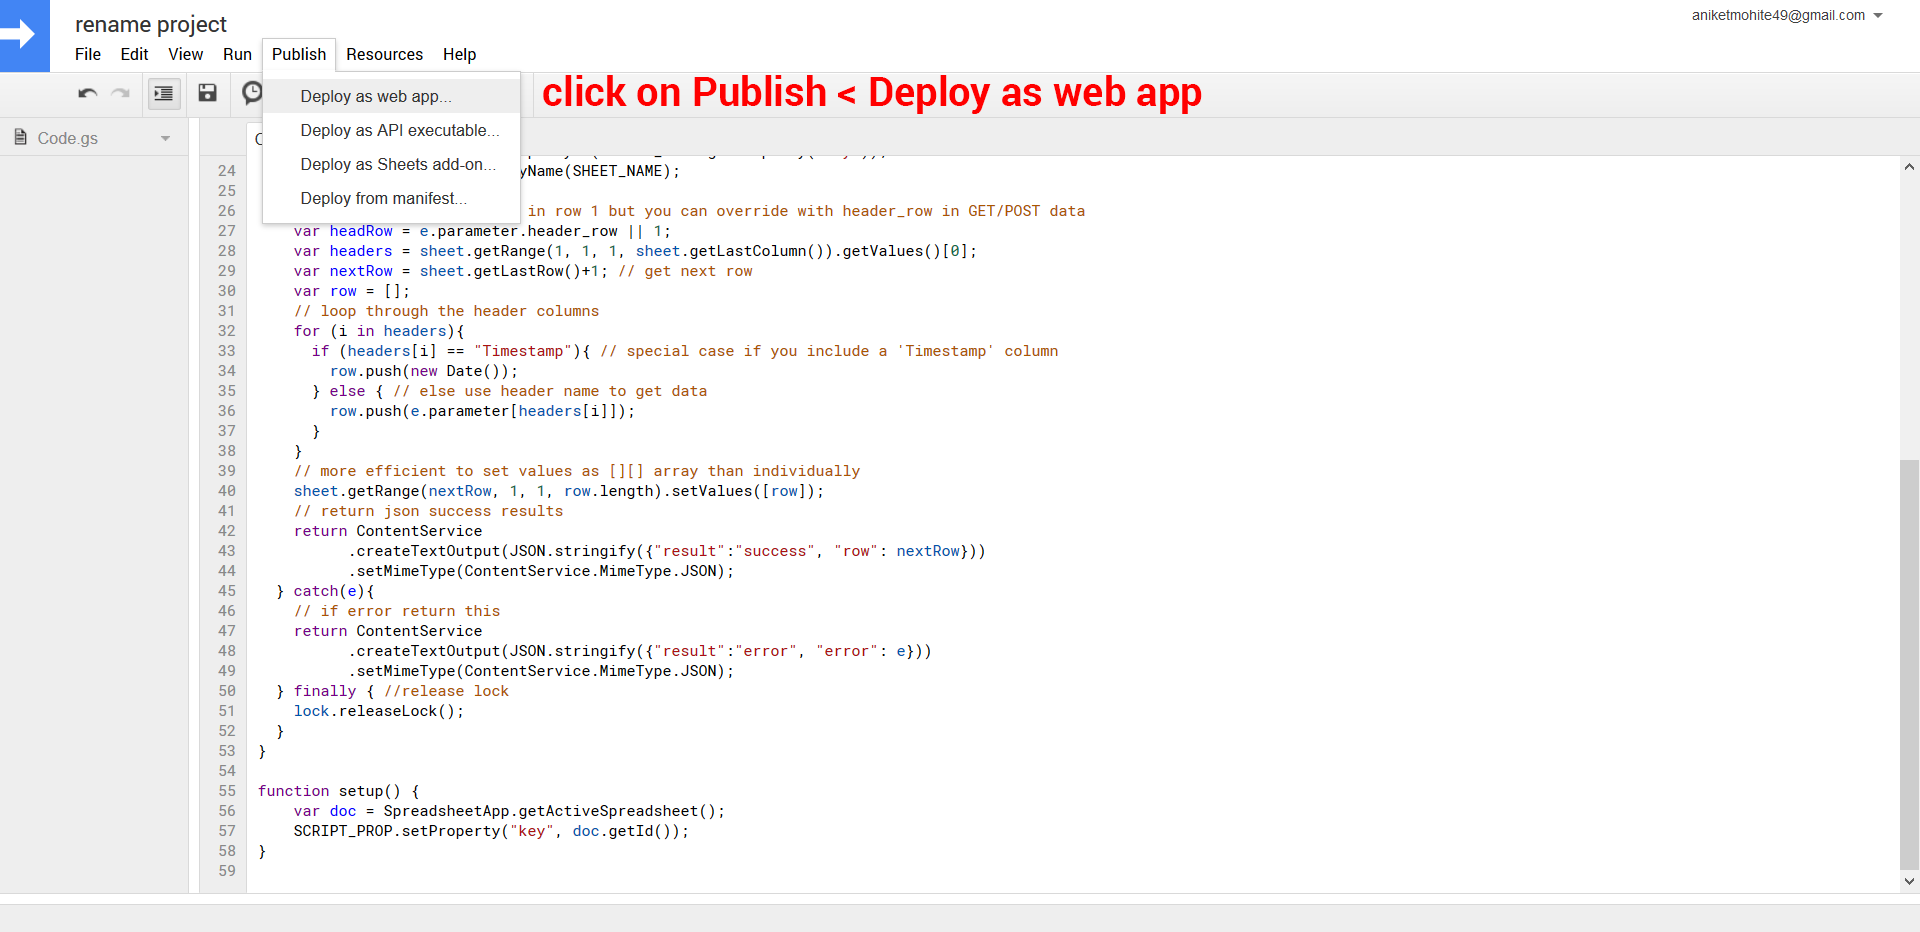 rename project
aniketmohite49@gmail.com
File Edit View Run Publish Resources Help
click on Publish < Deploy as web app
Deploy as web app...
Deploy as API executable...
Deploy as Sheets add-on...
Deploy from manifest...
Code.gs
24 yName(SHEET_NAME);
25
26 in row 1 but you can override with header_row in GET/POST data
27 var headRow = e.parameter.header_row || 1;
28 var headers = sheet.getRange(1, 1, 1, sheet.getLastColumn()).getValues()[0];
29 var nextRow = sheet.getLastRow()+1; // get next row
30 var row = [];
31 // loop through the header columns
32 for (i in headers){
33 if (headers[i] == "Timestamp"){ // special case if you include a 'Timestamp' column
34 row.push(new Date());
35 } else { // else use header name to get data
36 row.push(e.parameter[headers[i]]);
37 }
38 }
39 // more efficient to set values as [][] array than individually
40 sheet.getRange(nextRow, 1, 1, row.length).setValues([row]);
41 // return json success results
42 return ContentService
43 .createTextOutput(JSON.stringify({"result":"success", "row": nextRow}))
44 .setMimeType(ContentService.MimeType.JSON);
45 } catch(e){
46 // if error return this
47 return ContentService
48 .createTextOutput(JSON.stringify({"result":"error", "error": e}))
49 .setMimeType(ContentService.MimeType.JSON);
50 } finally { //release lock
51 lock.releaseLock();
52 }
53 }
54
55 function setup() {
56 var doc = SpreadsheetApp.getActiveSpreadsheet();
57 SCRIPT_PROP.setProperty("key", doc.getId());
58 }
59